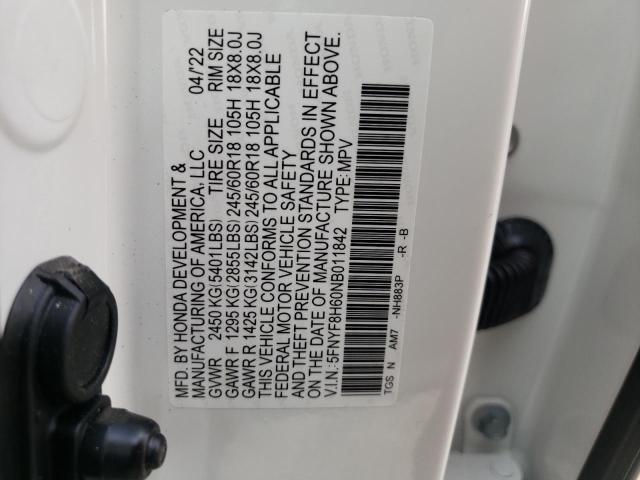 MFD. BY HONDA DEVELOPMENT &
MANUFACTURING OF AMERICA, LLC 04/'22
GVWR 2450 KG(5401LBS) TIRE SIZE RIM SIZE
GAWR F 1295 KG(2855LBS) 245/60R18 105H 18X8.0J
GAWR R 1425 KG(3142LBS) 245/60R18 105H 18X8.0J
THIS VEHICLE CONFORMS TO ALL APPLICABLE
FEDERAL MOTOR VEHICLE SAFETY
AND THEFT PREVENTION STANDARDS IN EFFECT
ON THE DATE OF MANUFACTURE SHOWN ABOVE.
V.I.N.: 5FNYF8H60NB011842 TYPE: MPV
TGS N AM7 -NH883P -R -B